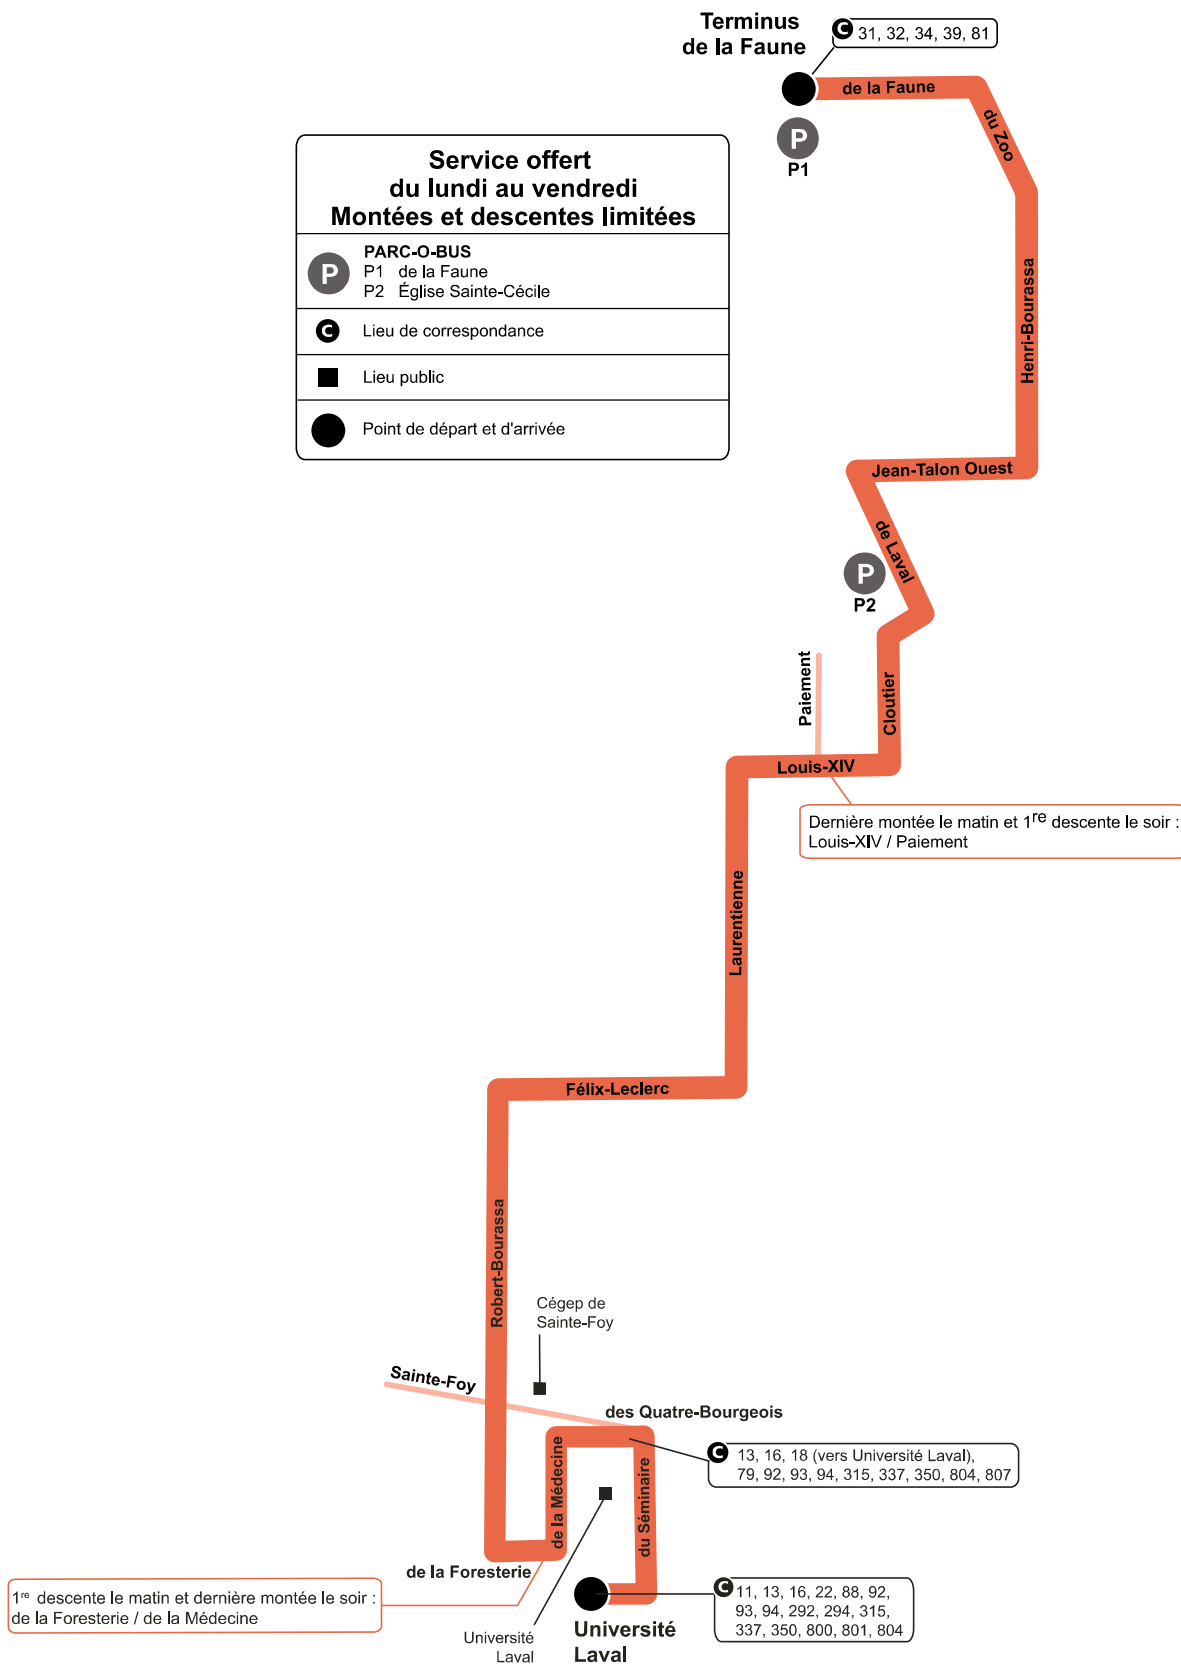 Terminus
de la Faune
C 31, 32, 34, 39, 81
de la Faune
du Zoo
P
P1
Service offert
du lundi au vendredi
Montées et descentes limitées
P
PARC-O-BUS
P1 de la Faune
P2 Église Sainte-Cécile
C Lieu de correspondance
Lieu public
Point de départ et d'arrivée
Henri-Bourassa
Jean-Talon Ouest
de Laval
P
P2
Paiement
Cloutier
Louis-XIV
Dernière montée le matin et 1re descente le soir :
Louis-XIV / Paiement
Laurentienne
Félix-Leclerc
Robert-Bourassa
Cégep de
Sainte-Foy
Sainte-Foy
des Quatre-Bourgeois
C 13, 16, 18 (vers Université Laval),
79, 92, 93, 94, 315, 337, 350, 804, 807
de la Médecine
du Séminaire
de la Foresterie
1re descente le matin et dernière montée le soir :
de la Foresterie / de la Médecine
C 11, 13, 16, 22, 88, 92,
93, 94, 292, 294, 315,
337, 350, 800, 801, 804
Université
Laval
Université
Laval